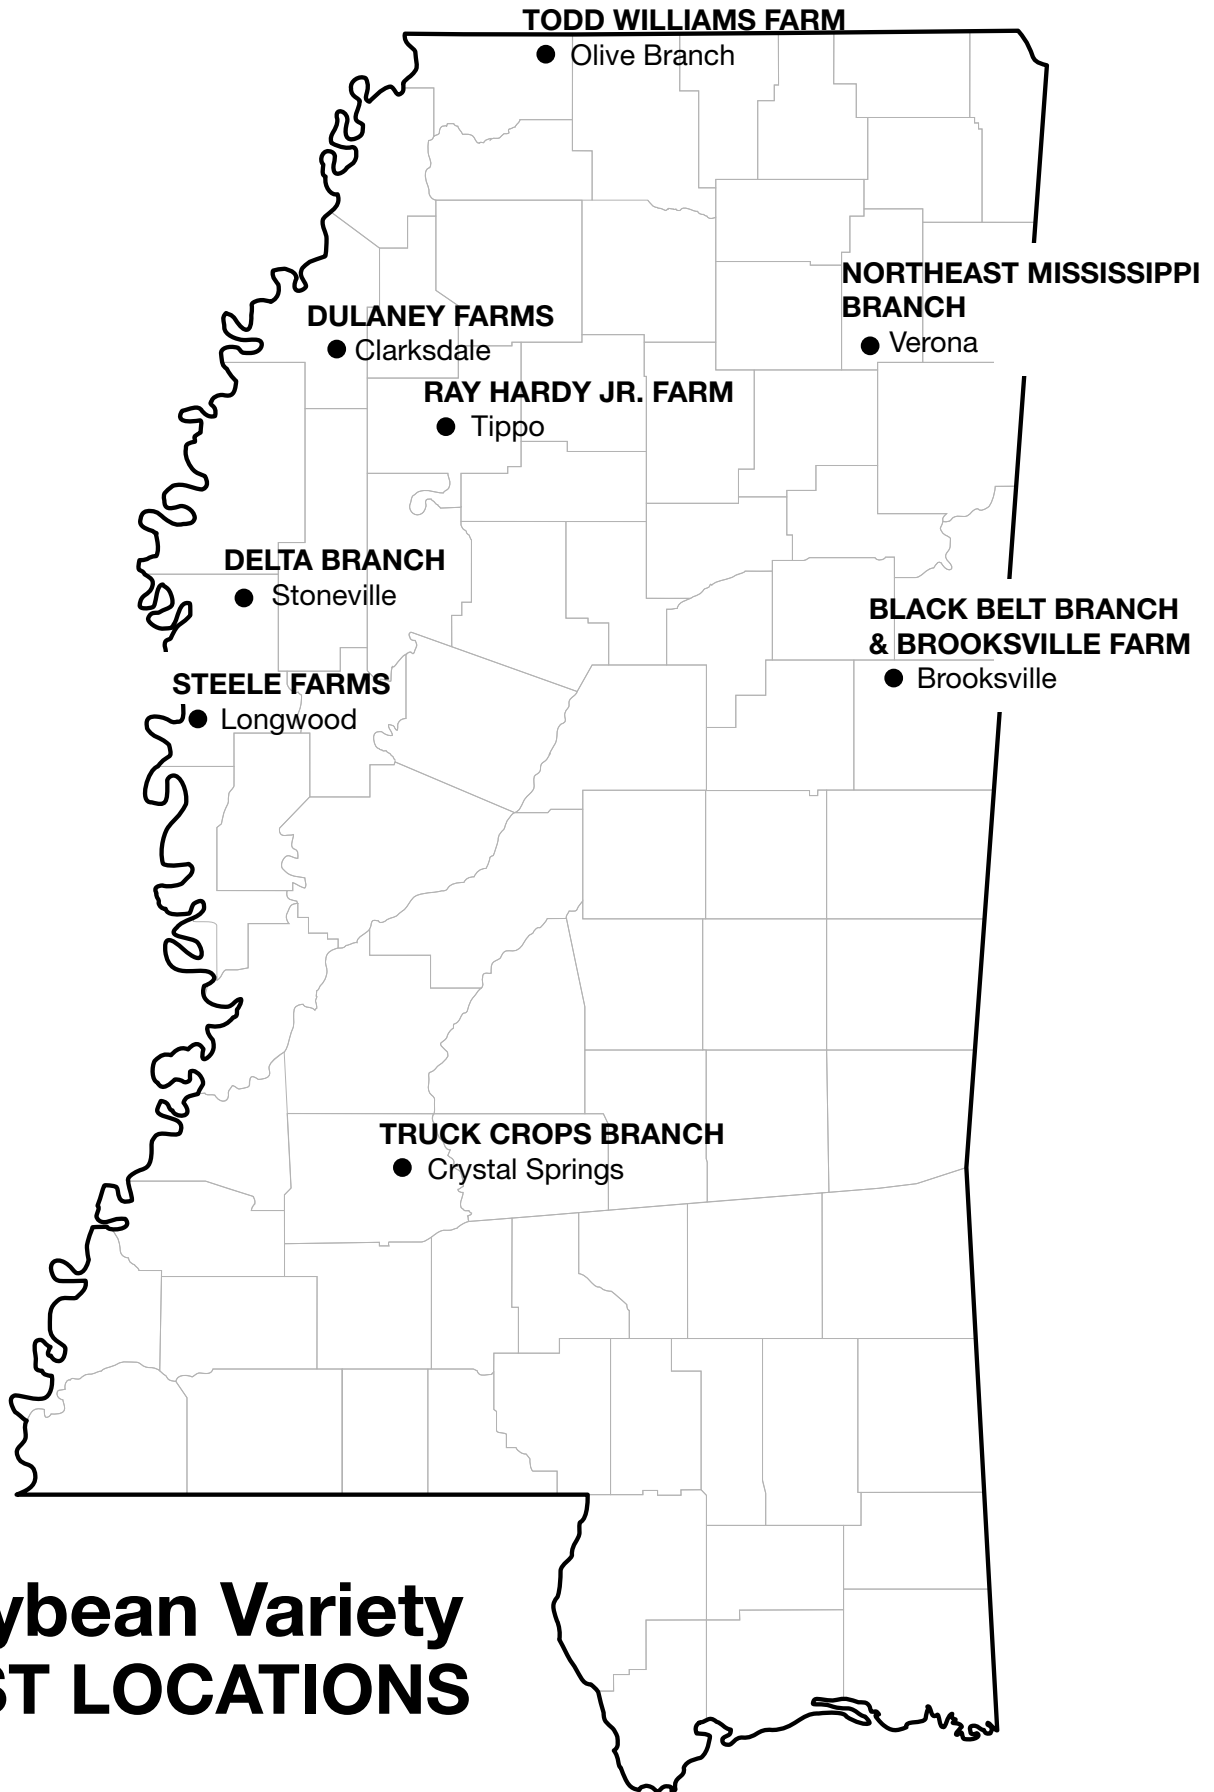 TODD WILLIAMS FARM
Olive Branch
NORTHEAST MISSISSIPPI
BRANCH
Verona
DULANEY FARMS
Clarksdale
RAY HARDY JR. FARM
Tippo
DELTA BRANCH
Stoneville
BLACK BELT BRANCH
& BROOKSVILLE FARM
Brooksville
STEELE FARMS
Longwood
TRUCK CROPS BRANCH
Crystal Springs
ybean Variety
ST LOCATIONS